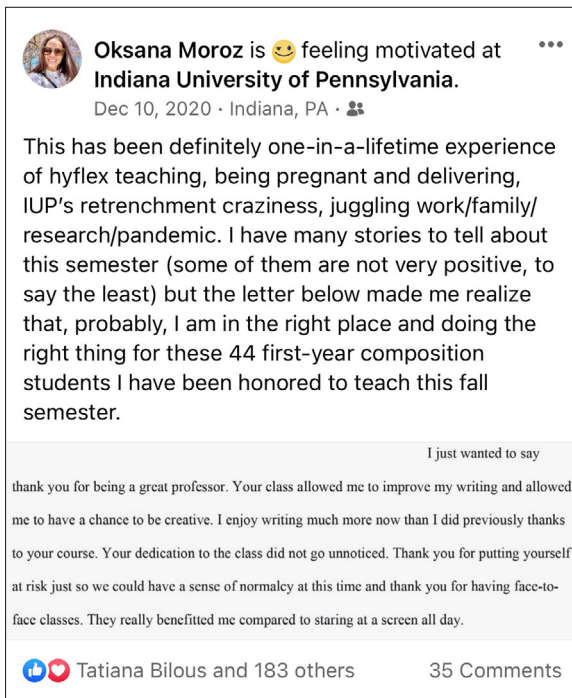 Oksana Moroz is 🙂 feeling motivated at
Indiana University of Pennsylvania.
Dec 10, 2020 · Indiana, PA ·
This has been definitely one-in-a-lifetime experience
of hyflex teaching, being pregnant and delivering,
IUP’s retrenchment craziness, juggling work/family/
research/pandemic. I have many stories to tell about
this semester (some of them are not very positive, to
say the least) but the letter below made me realize
that, probably, I am in the right place and doing the
right thing for these 44 first-year composition
students I have been honored to teach this fall
semester.
I just wanted to say
thank you for being a great professor. Your class allowed me to improve my writing and allowed
me to have a chance to be creative. I enjoy writing much more now than I did previously thanks
to your course. Your dedication to the class did not go unnoticed. Thank you for putting yourself
at risk just so we could have a sense of normalcy at this time and thank you for having face-to-
face classes. They really benefitted me compared to staring at a screen all day.
Tatiana Bilous and 183 others 35 Comments